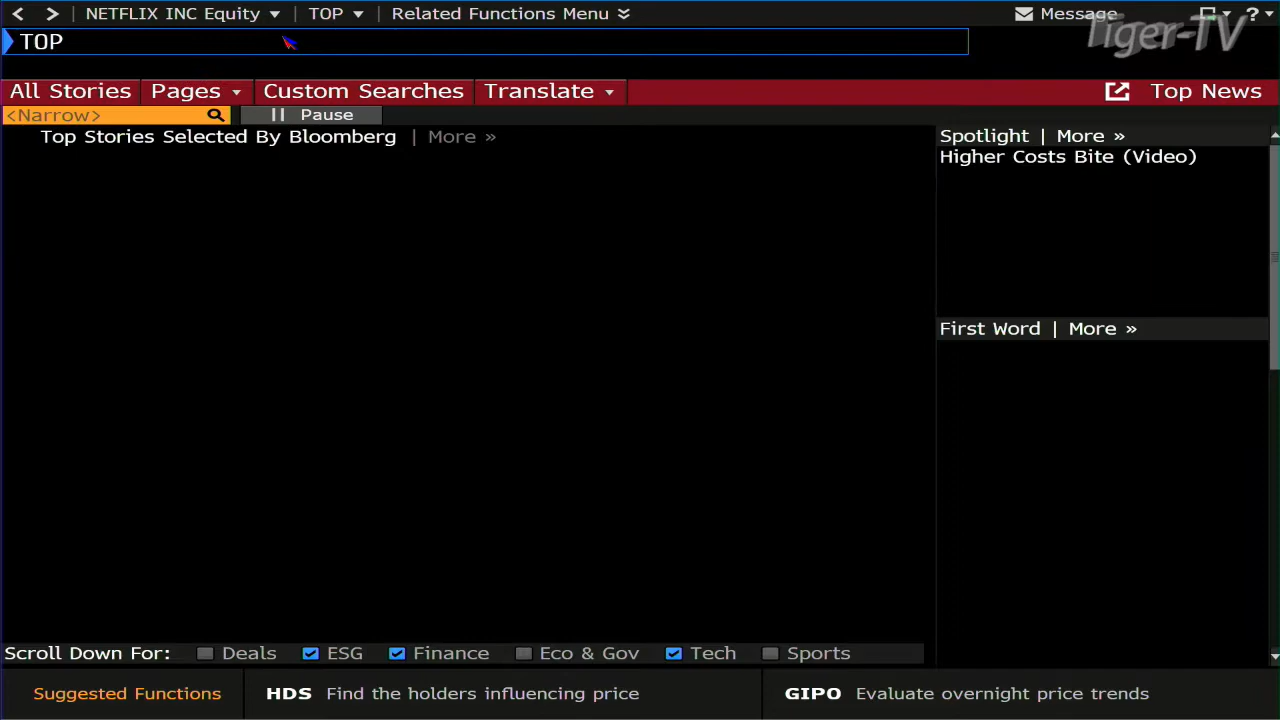 NETFLIX INC Equity TOP Related Functions Menu Message ?
Tiger-TV
TOP
All Stories Pages Custom Searches Translate Top News
<Narrow> Pause
Top Stories Selected By Bloomberg | More »
Spotlight | More »
Higher Costs Bite (Video)
First Word | More »
Scroll Down For: Deals ESG Finance Eco & Gov Tech Sports
Suggested Functions HDS Find the holders influencing price GIPO Evaluate overnight price trends